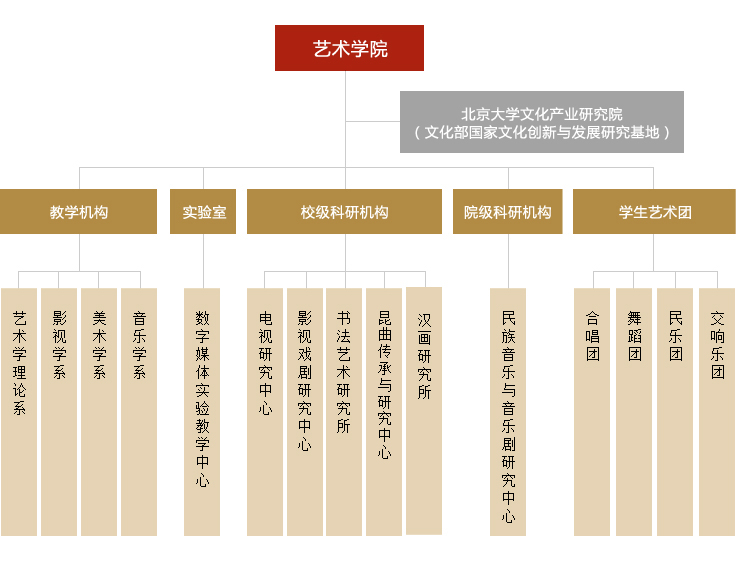 艺术学院
北京大学文化产业研究院
（文化部国家文化创新与发展研究基地）
教学机构
实验室
校级科研机构
院级科研机构
学生艺术团
艺术学理论系
影视学系
美术学系
音乐学系
数字媒体实验教学中心
电视研究中心
影视戏剧研究中心
书法艺术研究所
昆曲传承与研究中心
汉画研究所
民族音乐与音乐剧研究中心
合唱团
舞蹈团
民乐团
交响乐团